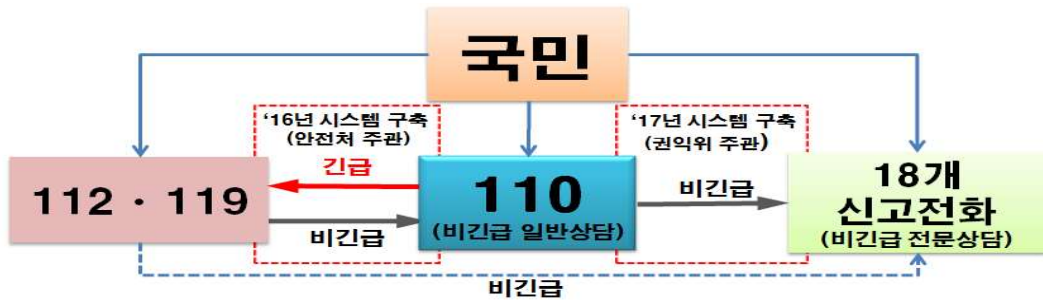 국민
‘16년 시스템 구축
(안전처 주관)
‘17년 시스템 구축
(권익위 주관)
긴급
112 · 119
비긴급
110
(비긴급 일반상담)
비긴급
18개
신고전화
(비긴급 전문상담)
비긴급